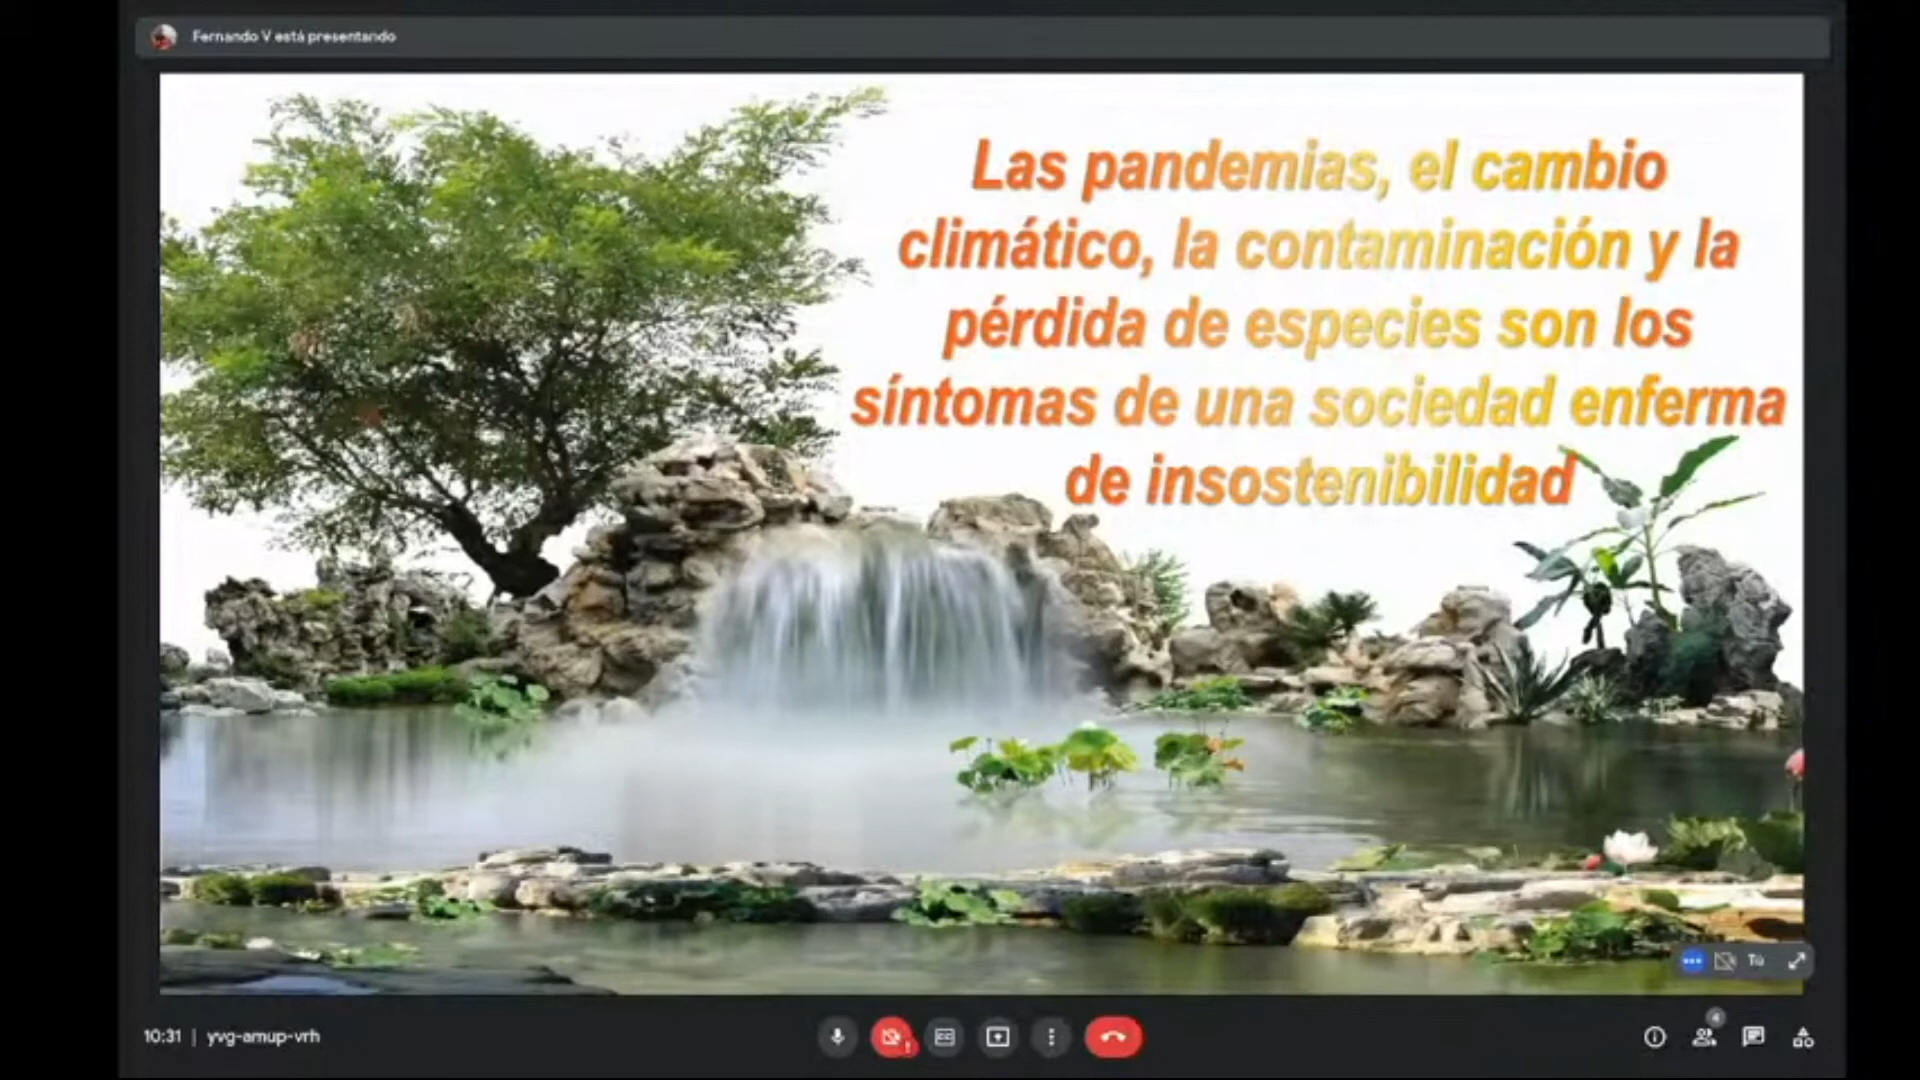 Fernando V está presentando
Las pandemias, el cambio
climático, la contaminación y la
pérdida de especies son los
síntomas de una sociedad enferma
de insostenibilidad
Tú
10:31 | yvg-amup-vrh
4